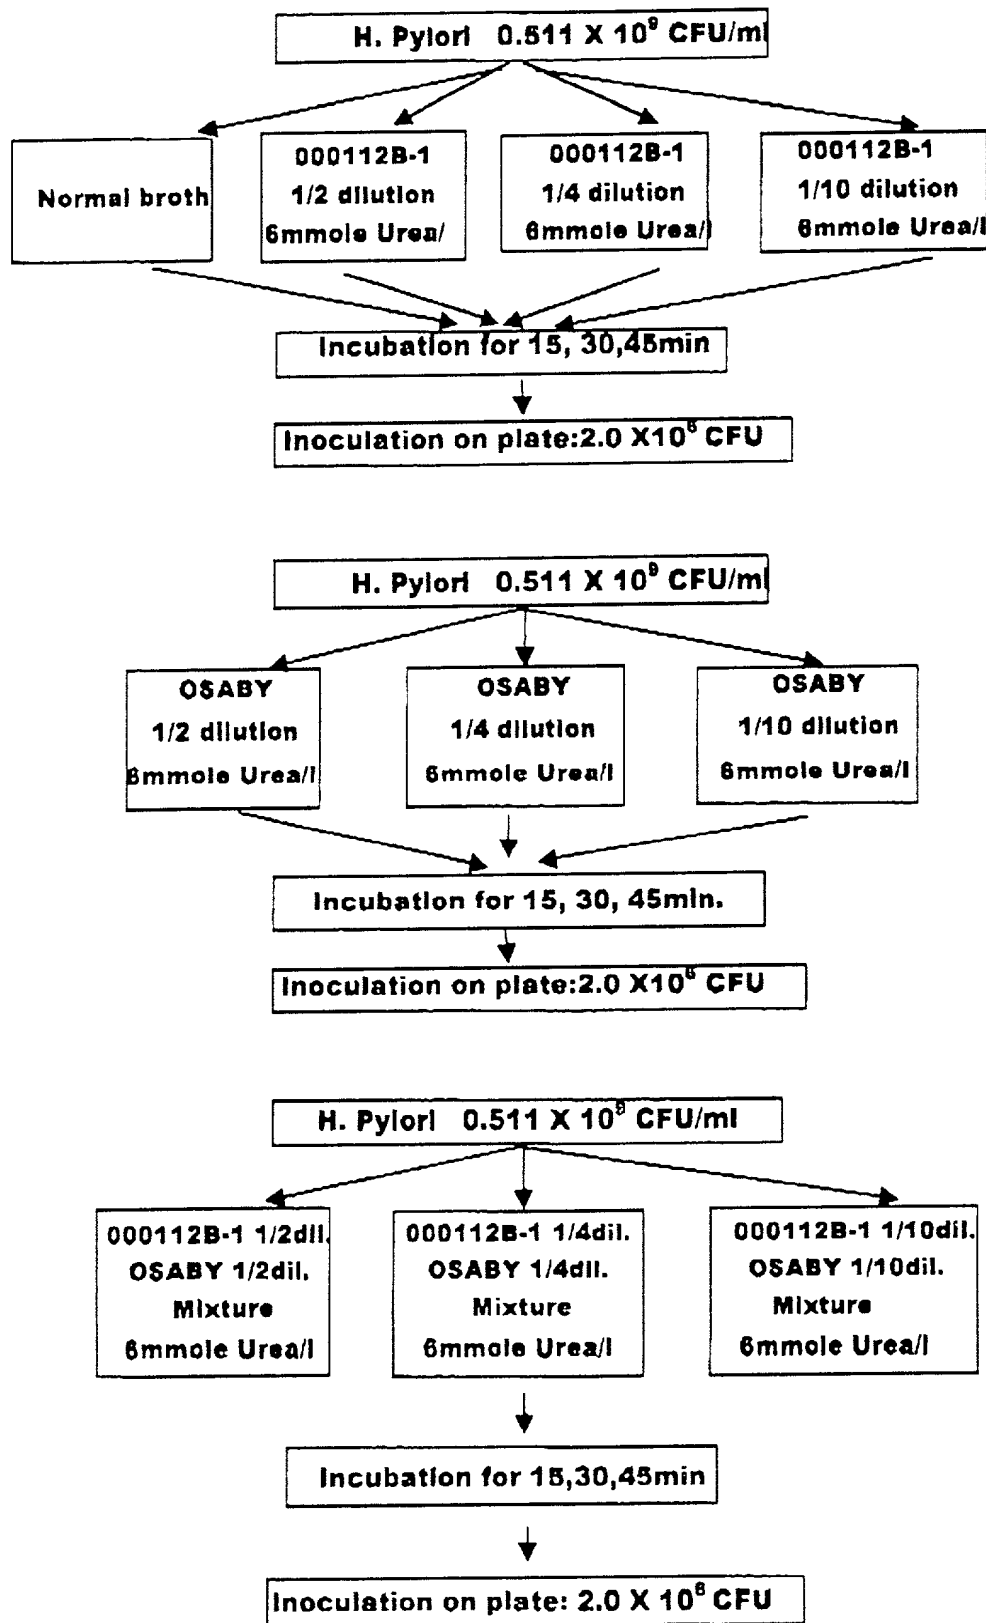 H. Pylori 0.511 X 10⁹ CFU/ml
Normal broth
000112B-1
1/2 dilution
6mmole Urea/
000112B-1
1/4 dilution
6mmole Urea/l
000112B-1
1/10 dilution
6mmole Urea/l
Incubation for 15, 30,45min
Inoculation on plate:2.0 X10⁶ CFU
H. Pylori 0.511 X 10⁹ CFU/ml
OSABY
1/2 dilution
6mmole Urea/l
OSABY
1/4 dilution
6mmole Urea/l
OSABY
1/10 dilution
6mmole Urea/l
Incubation for 15, 30, 45min.
Inoculation on plate:2.0 X10⁶ CFU
H. Pylori 0.511 X 10⁹ CFU/ml
000112B-1 1/2dil.
OSABY 1/2dil.
Mixture
6mmole Urea/l
000112B-1 1/4dil.
OSABY 1/4dil.
Mixture
6mmole Urea/l
000112B-1 1/10dil.
OSABY 1/10dil.
Mixture
6mmole Urea/l
Incubation for 15,30,45min
Inoculation on plate: 2.0 X 10⁶ CFU